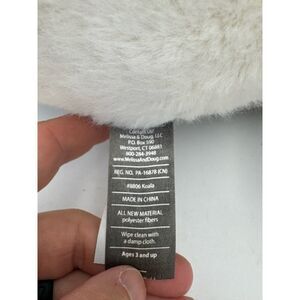 Contact Us:
Melissa & Doug, LLC
P.O. Box 590
Westport, CT 06881
800-284-3948
www.MelissaAndDoug.com
REG. NO. PA-16878 (CN)
#8806 Koala
MADE IN CHINA
ALL NEW MATERIAL
polyester fibers
Wipe clean with
a damp cloth.
Ages 3 and up